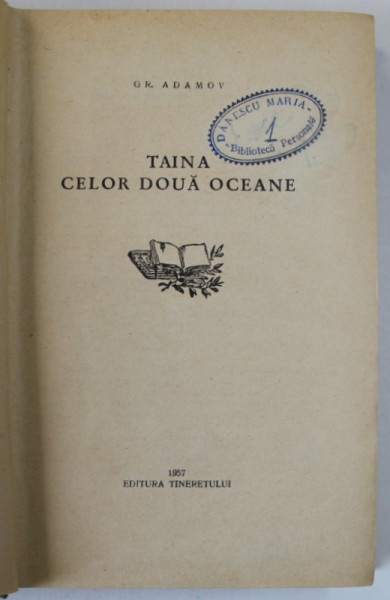 GR. ADAMOV
DANESCU MARIA
1
"Biblioteca Personală"
TAINA
CELOR DOUĂ OCEANE
1957
EDITURA TINERETULUI